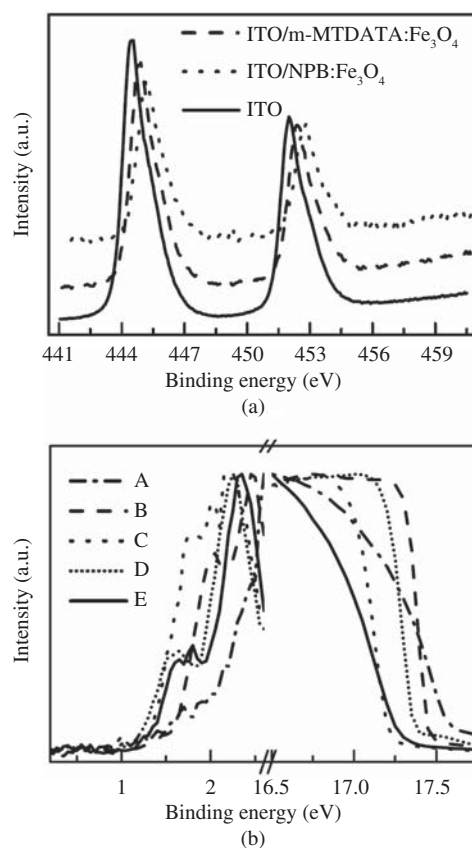 ITO/m-MTDATA:Fe₃O₄
ITO/NPB:Fe₃O₄
ITO
Intensity (a.u.)
441 444 447 450 453 456 459
Binding energy (eV)
(a)
A
B
C
D
E
Intensity (a.u.)
1 2 16.5 17.0 17.5
Binding energy (eV)
(b)